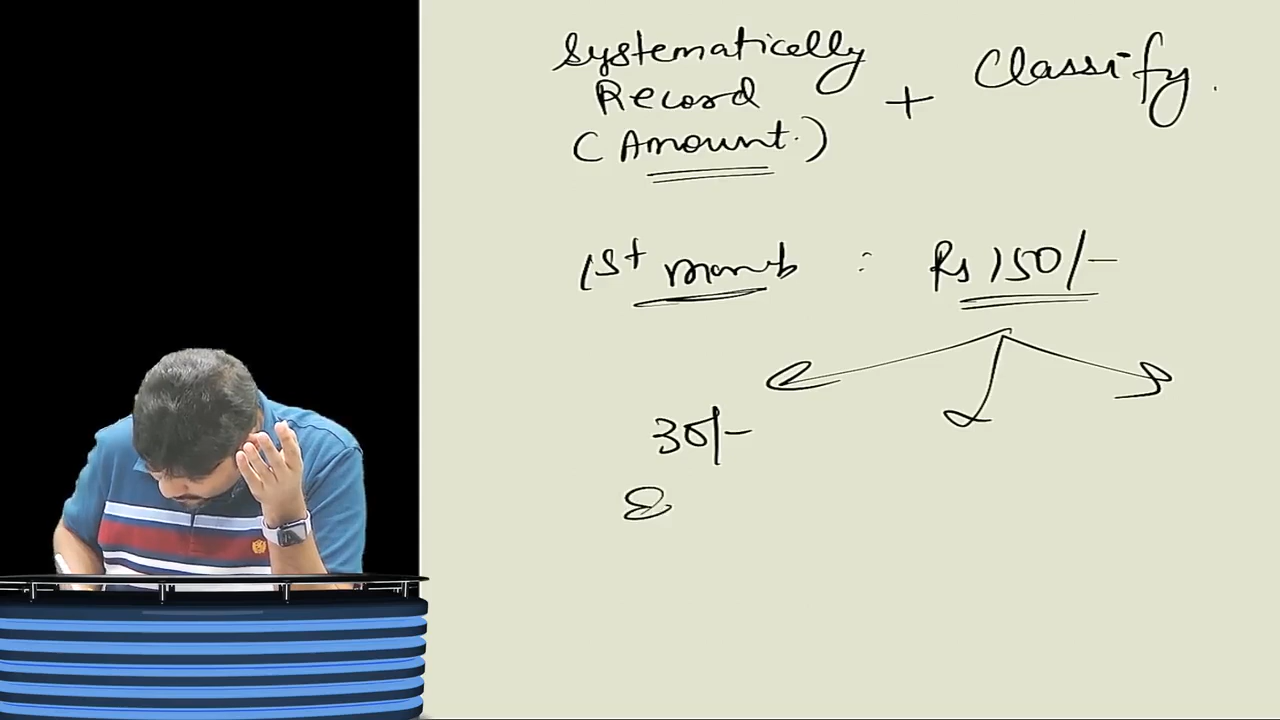 Systematically + Classify.
Record
(Amount.)
1st month : Rs 150/-
30/-